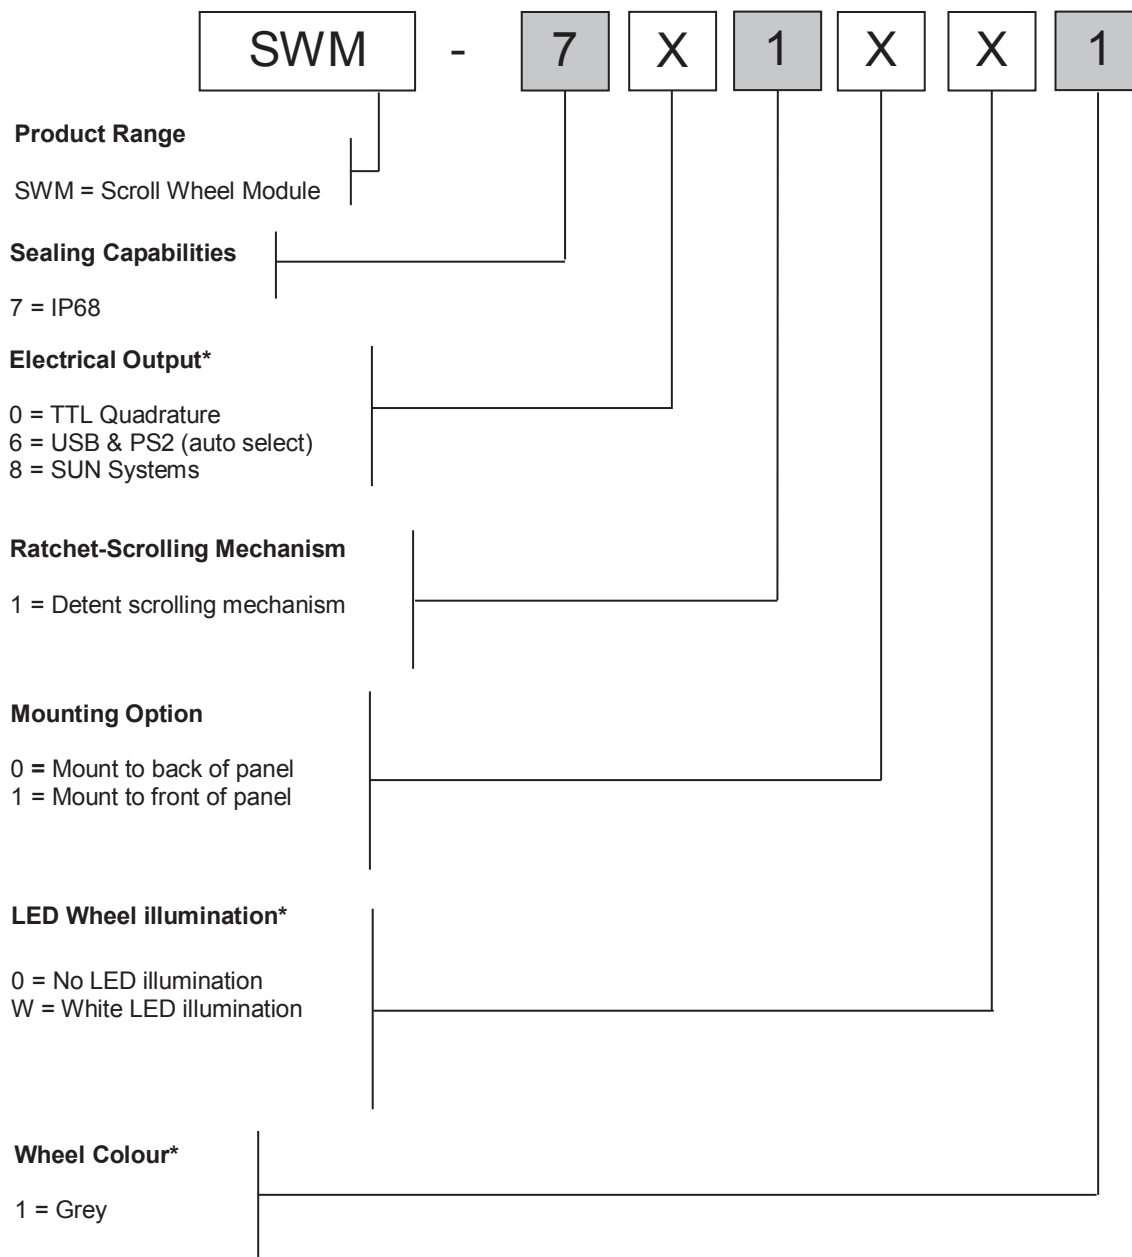 SWM - 7 X 1 X X 1
Product Range
SWM = Scroll Wheel Module
Sealing Capabilities
7 = IP68
Electrical Output*
0 = TTL Quadrature
6 = USB & PS2 (auto select)
8 = SUN Systems
Ratchet-Scrolling Mechanism
1 = Detent scrolling mechanism
Mounting Option
0 = Mount to back of panel
1 = Mount to front of panel
LED Wheel illumination*
0 = No LED illumination
W = White LED illumination
Wheel Colour*
1 = Grey